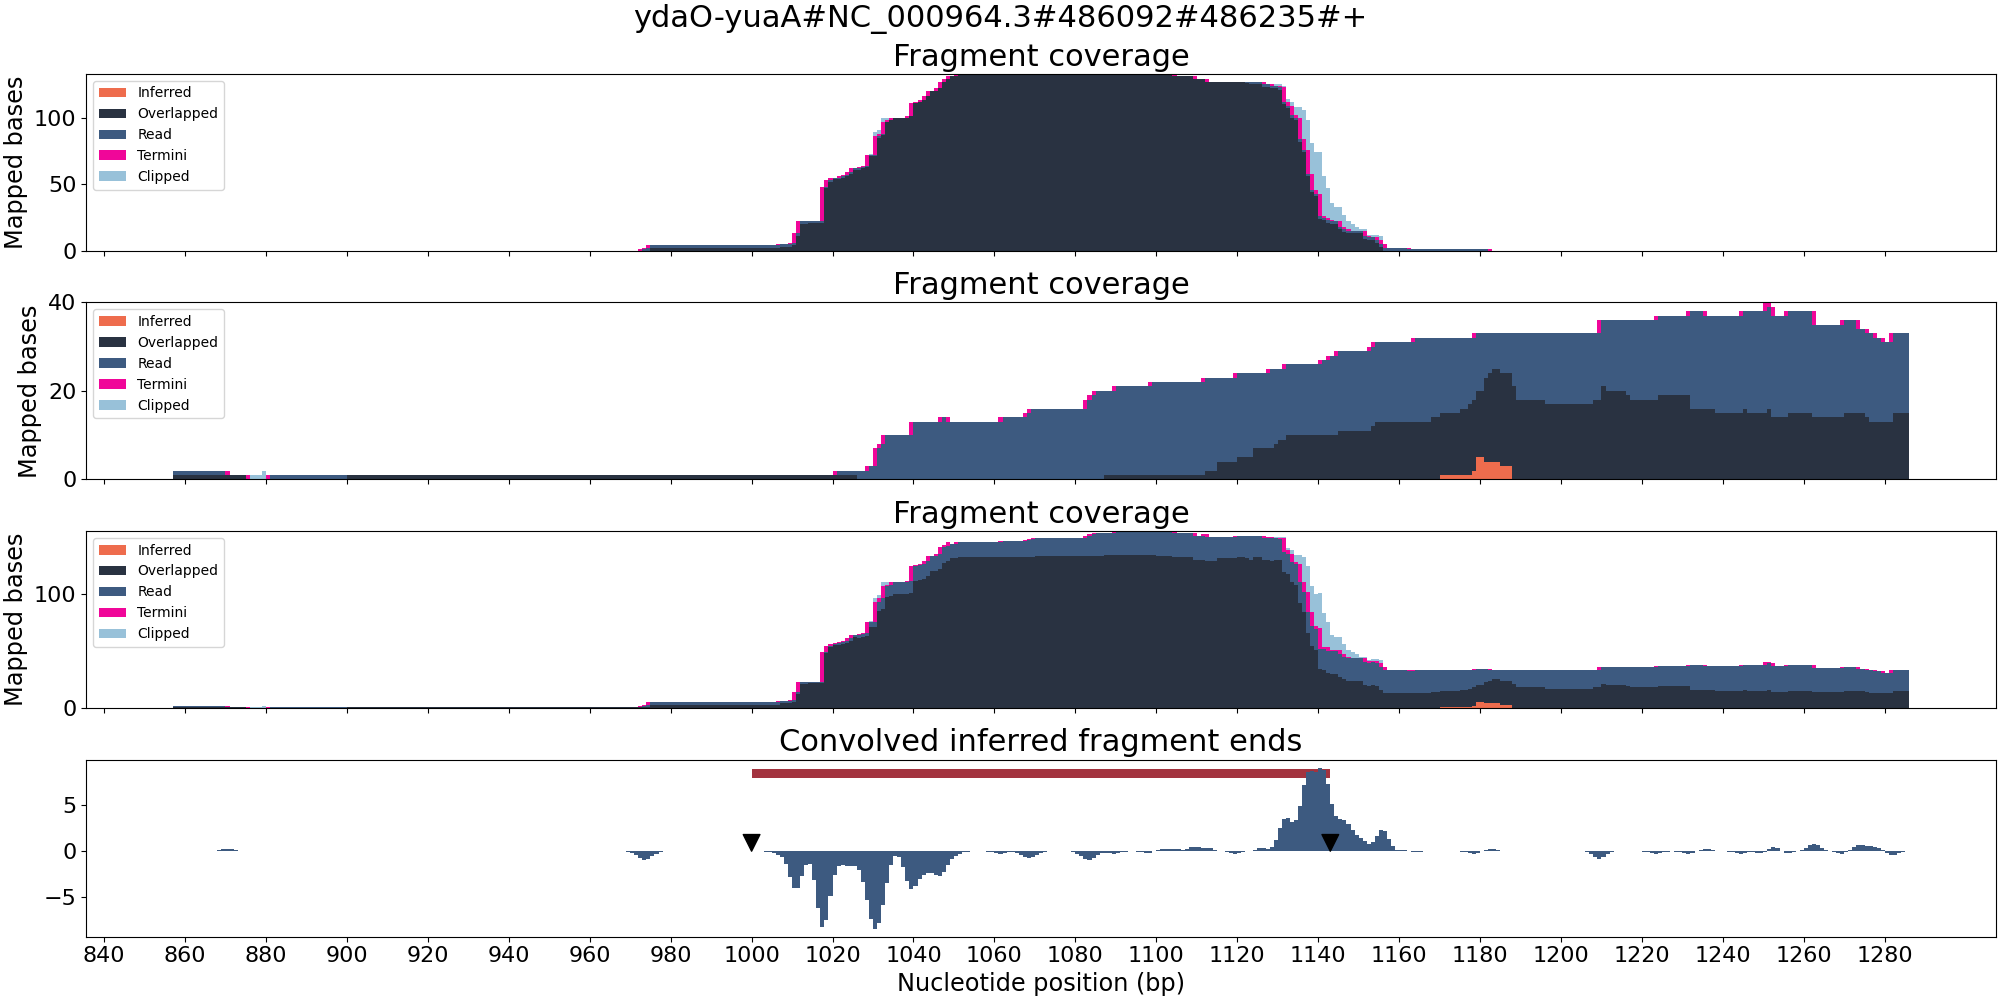 ydaO-yuaA#NC_000964.3#486092#486235#+
Fragment coverage
Mapped bases
100
50
0
Inferred
Overlapped
Read
Termini
Clipped
Fragment coverage
Mapped bases
40
20
0
Inferred
Overlapped
Read
Termini
Clipped
Fragment coverage
Mapped bases
100
0
Inferred
Overlapped
Read
Termini
Clipped
Convolved inferred fragment ends
5
0
−5
840 860 880 900 920 940 960 980 1000 1020 1040 1060 1080 1100 1120 1140 1160 1180 1200 1220 1240 1260 1280
Nucleotide position (bp)